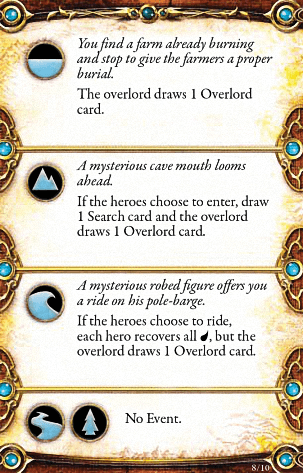 You find a farm already burning
and stop to give the farmers a proper
burial.
The overlord draws 1 Overlord
card.
A mysterious cave mouth looms
ahead.
If the heroes choose to enter, draw
1 Search card and the overlord
draws 1 Overlord card.
A mysterious robed figure offers you
a ride on his pole-barge.
If the heroes choose to ride,
each hero recovers all , but the
overlord draws 1 Overlord card.
No Event.
8/10